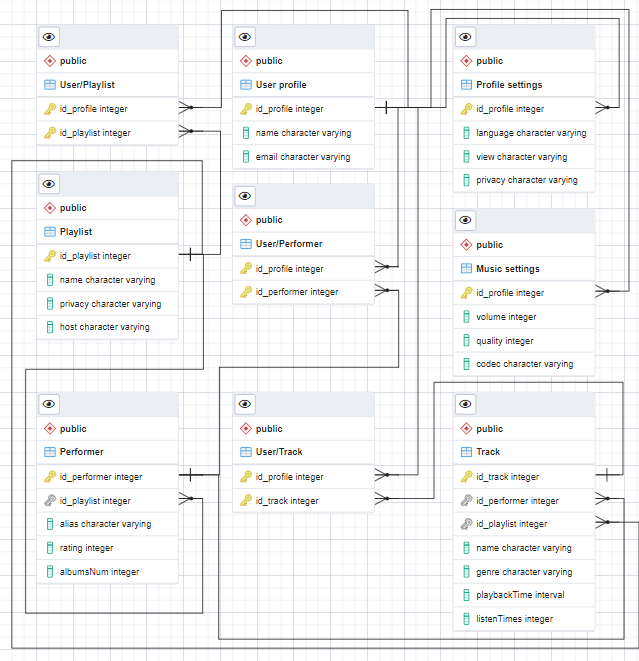 public
User/Playlist
id_profile integer
id_playlist integer
public
User profile
id_profile integer
name character varying
email character varying
public
Profile settings
id_profile integer
language character varying
view character varying
privacy character varying
public
Playlist
id_playlist integer
name character varying
privacy character varying
host character varying
public
User/Performer
id_profile integer
id_performer integer
public
Music settings
id_profile integer
volume integer
quality integer
codec character varying
public
Performer
id_performer integer
id_playlist integer
alias character varying
rating integer
albumsNum integer
public
User/Track
id_profile integer
id_track integer
public
Track
id_track integer
id_performer integer
id_playlist integer
name character varying
genre character varying
playbackTime interval
listenTimes integer